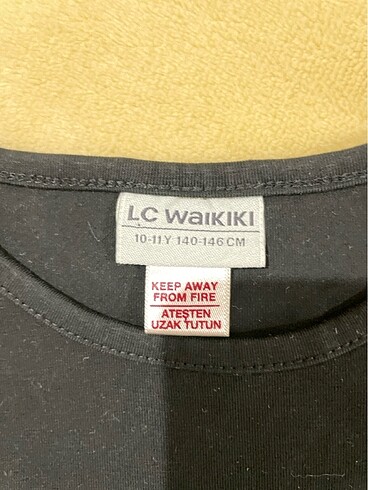 LC WAIKIKI
10-11.Y 140-146 CM
KEEP AWAY
FROM FIRE
ATEŞTEN
UZAK TUTUN